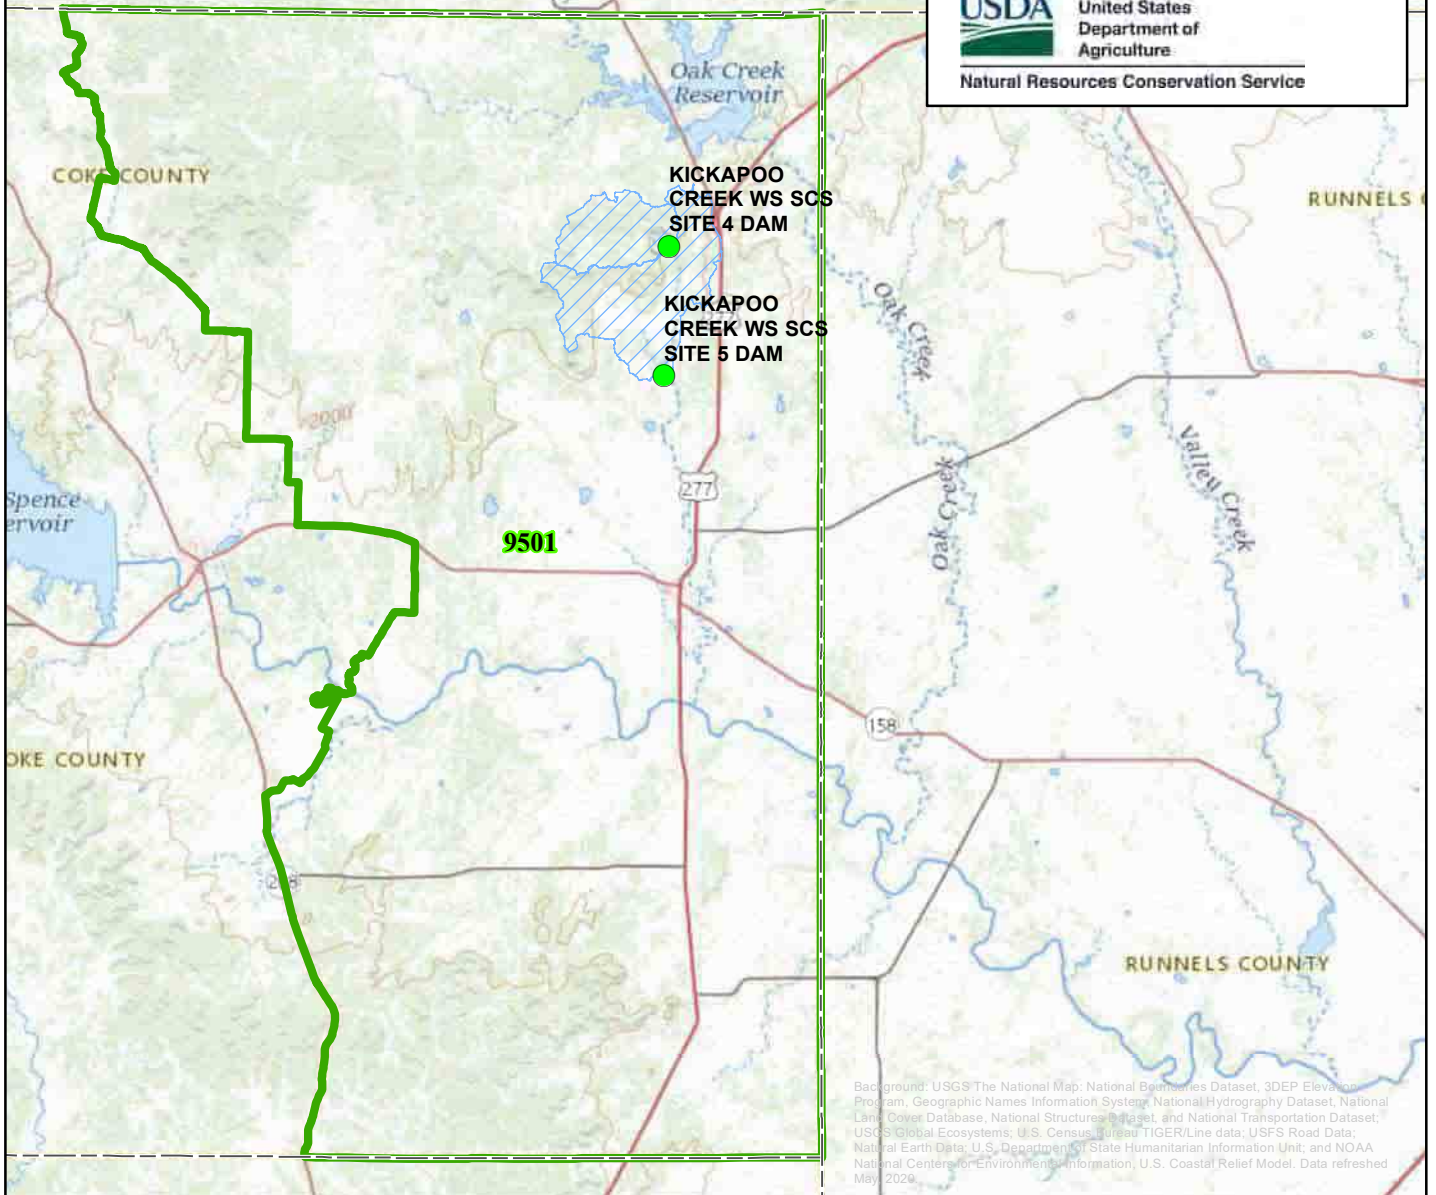 USDA
United States
Department of
Agriculture
Natural Resources Conservation Service
Oak Creek
Reservoir
COKE COUNTY
KICKAPOO
CREEK WS SCS
SITE 4 DAM
RUNNELS
KICKAPOO
CREEK WS SCS
SITE 5 DAM
277
Oak Creek
2000
Valley Creek
Oak Creek
277
Spence
ervoir
9501
158
OKE COUNTY
208
RUNNELS COUNTY
Background: USGS The National Map: National Boundaries Dataset, 3DEP Elevation
Program, Geographic Names Information System, National Hydrography Dataset, National
Land Cover Database, National Structures Dataset, and National Transportation Dataset;
USGS Global Ecosystems; U.S. Census Bureau TIGER/Line data; USFS Road Data;
Natural Earth Data; U.S. Department of State Humanitarian Information Unit; and NOAA
National Centers for Environmental Information, U.S. Coastal Relief Model. Data refreshed
May, 2020.